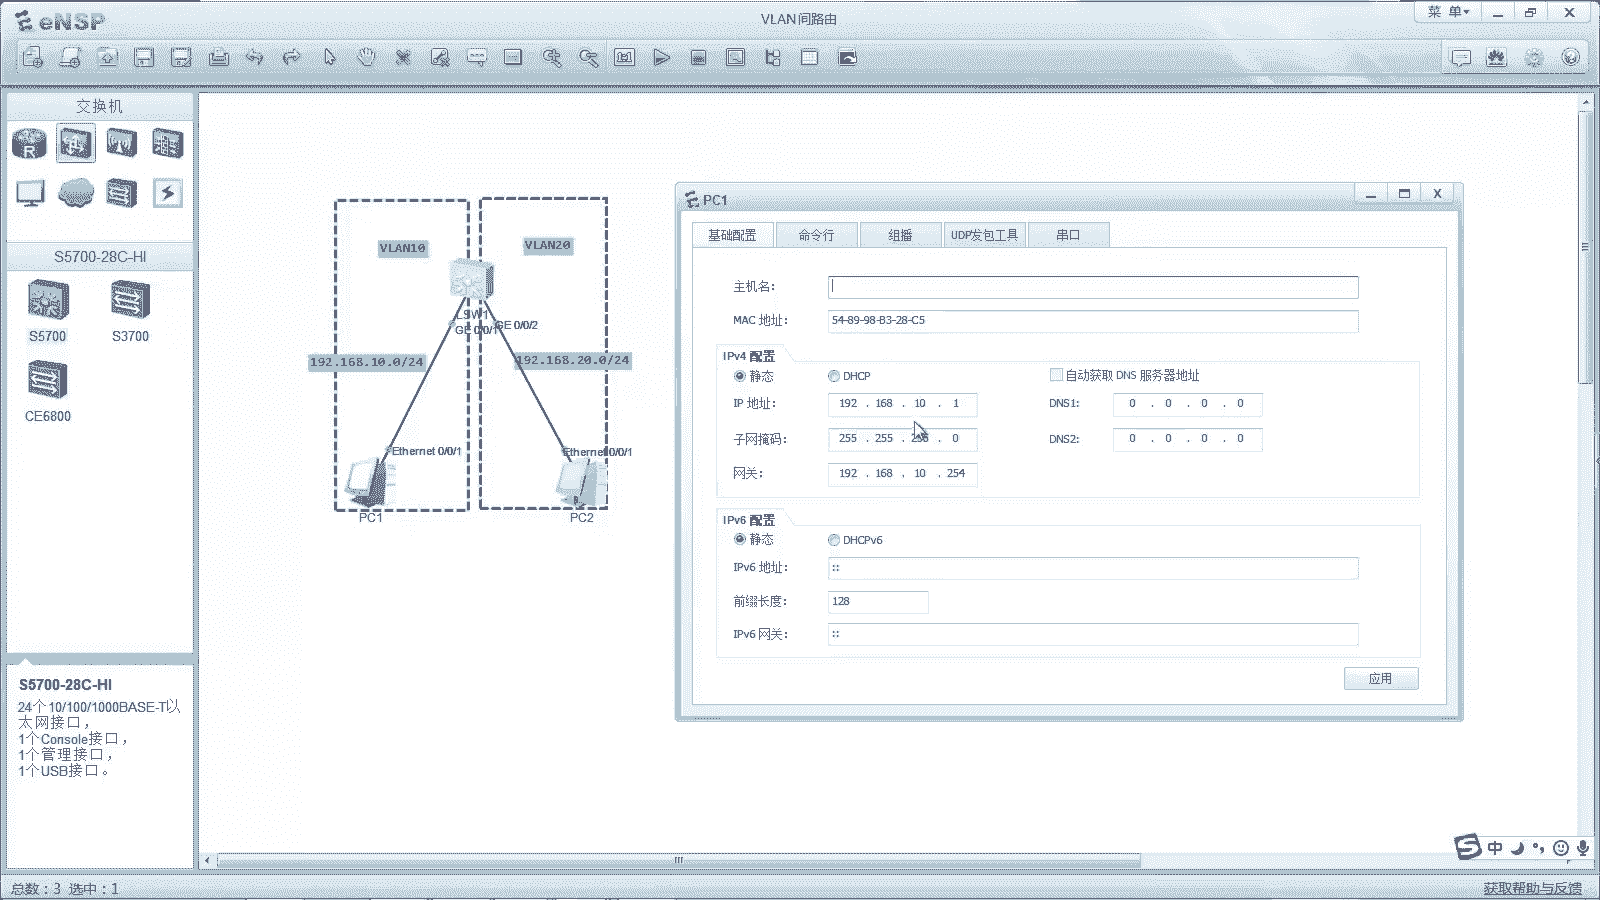 eNSP
VLAN间路由
菜 单
交换机
R
S5700-28C-HI
S5700
S3700
CE6800
S5700-28C-HI
24个10/100/1000BASE-T以
太网接口，
1个Console接口，
1个管理接口，
1个USB接口。
VLAN10
VLAN20
LSW1
GE 0/0/1
GE 0/0/2
192.168.10.0/24
192.168.20.0/24
Ethernet 0/0/1
Ethernet 0/0/1
PC1
PC2
PC1
基础配置
命令行
组播
UDP发包工具
串口
主机名：
MAC 地址： 54-89-98-B3-28-C5
IPv4 配置
静态 DHCP 自动获取 DNS 服务器地址
IP 地址： 192 . 168 . 10 . 1 DNS1: 0 . 0 . 0 . 0
子网掩码： 255 . 255 . 255 . 0 DNS2: 0 . 0 . 0 . 0
网关： 192 . 168 . 10 . 254
IPv6 配置
静态 DHCPv6
IPv6 地址： ::
前缀长度： 128
IPv6 网关： ::
应用
中
总数：3 选中：1
获取帮助与反馈